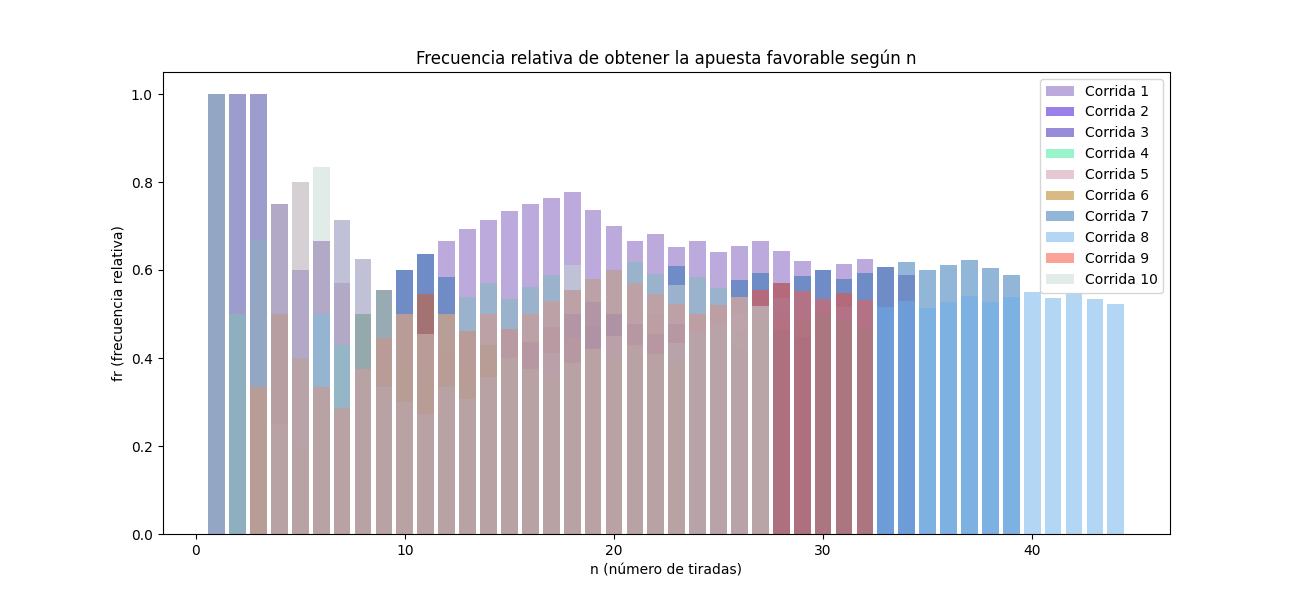 Frecuencia relativa de obtener la apuesta favorable según n
fr (frecuencia relativa)
1.0
0.8
0.6
0.4
0.2
0.0
0
10
20
30
40
n (número de tiradas)
Corrida 1
Corrida 2
Corrida 3
Corrida 4
Corrida 5
Corrida 6
Corrida 7
Corrida 8
Corrida 9
Corrida 10